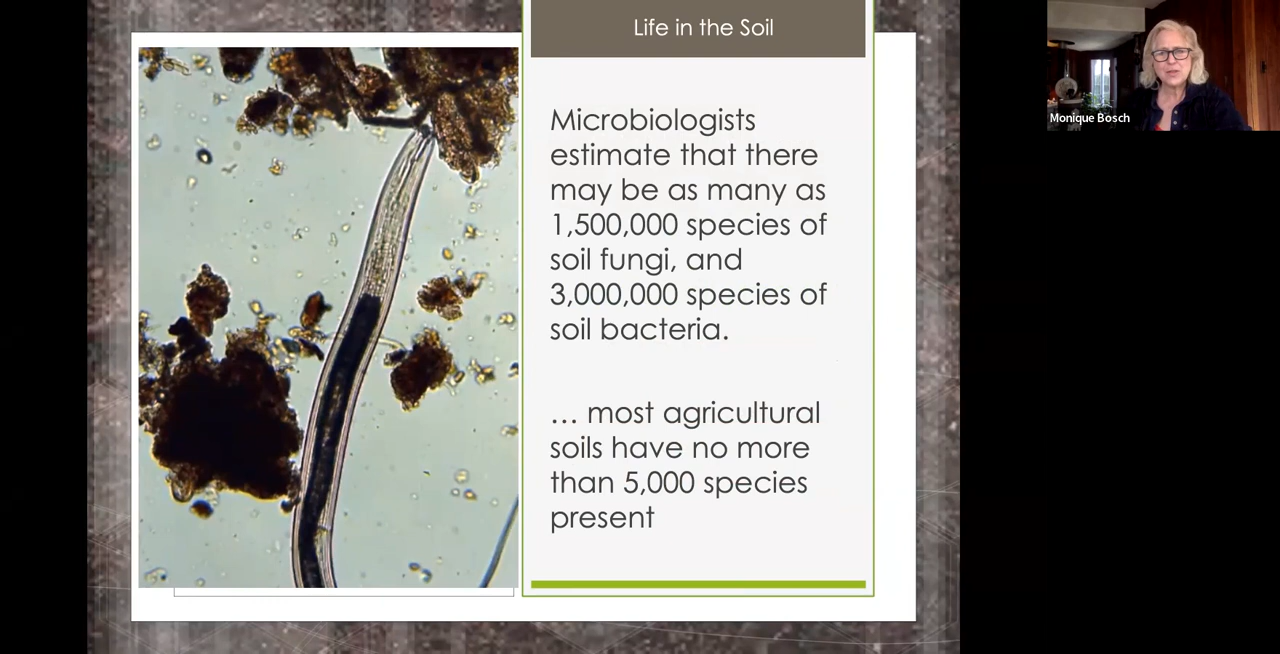 Life in the Soil
Microbiologists
estimate that there
may be as many as
1,500,000 species of
soil fungi, and
3,000,000 species of
soil bacteria.
... most agricultural
soils have no more
than 5,000 species
present
Monique Bosch